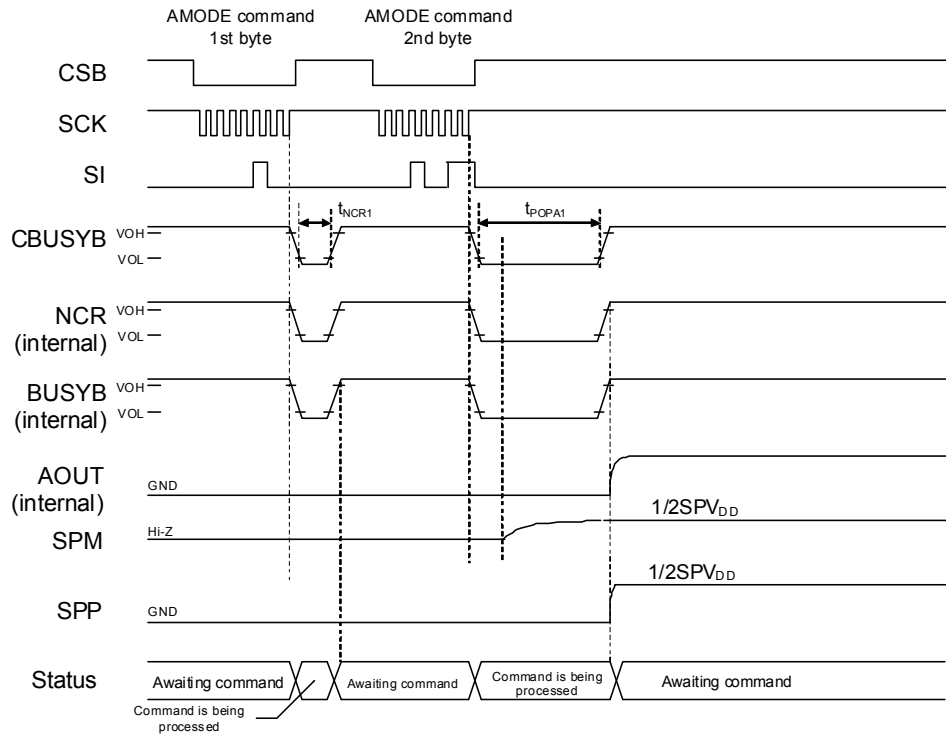 AMODE command
1st byte
AMODE command
2nd byte
CSB
SCK
SI
tNCR1
tPOPA1
CBUSYB
VOH
VOL
NCR
(internal)
VOH
VOL
BUSYB
(internal)
VOH
VOL
AOUT
(internal)
GND
SPM
Hi-Z
1/2SPVDD
SPP
GND
1/2SPVDD
Status
Awaiting command
Command is being
processed
Awaiting command
Command is being
processed
Awaiting command